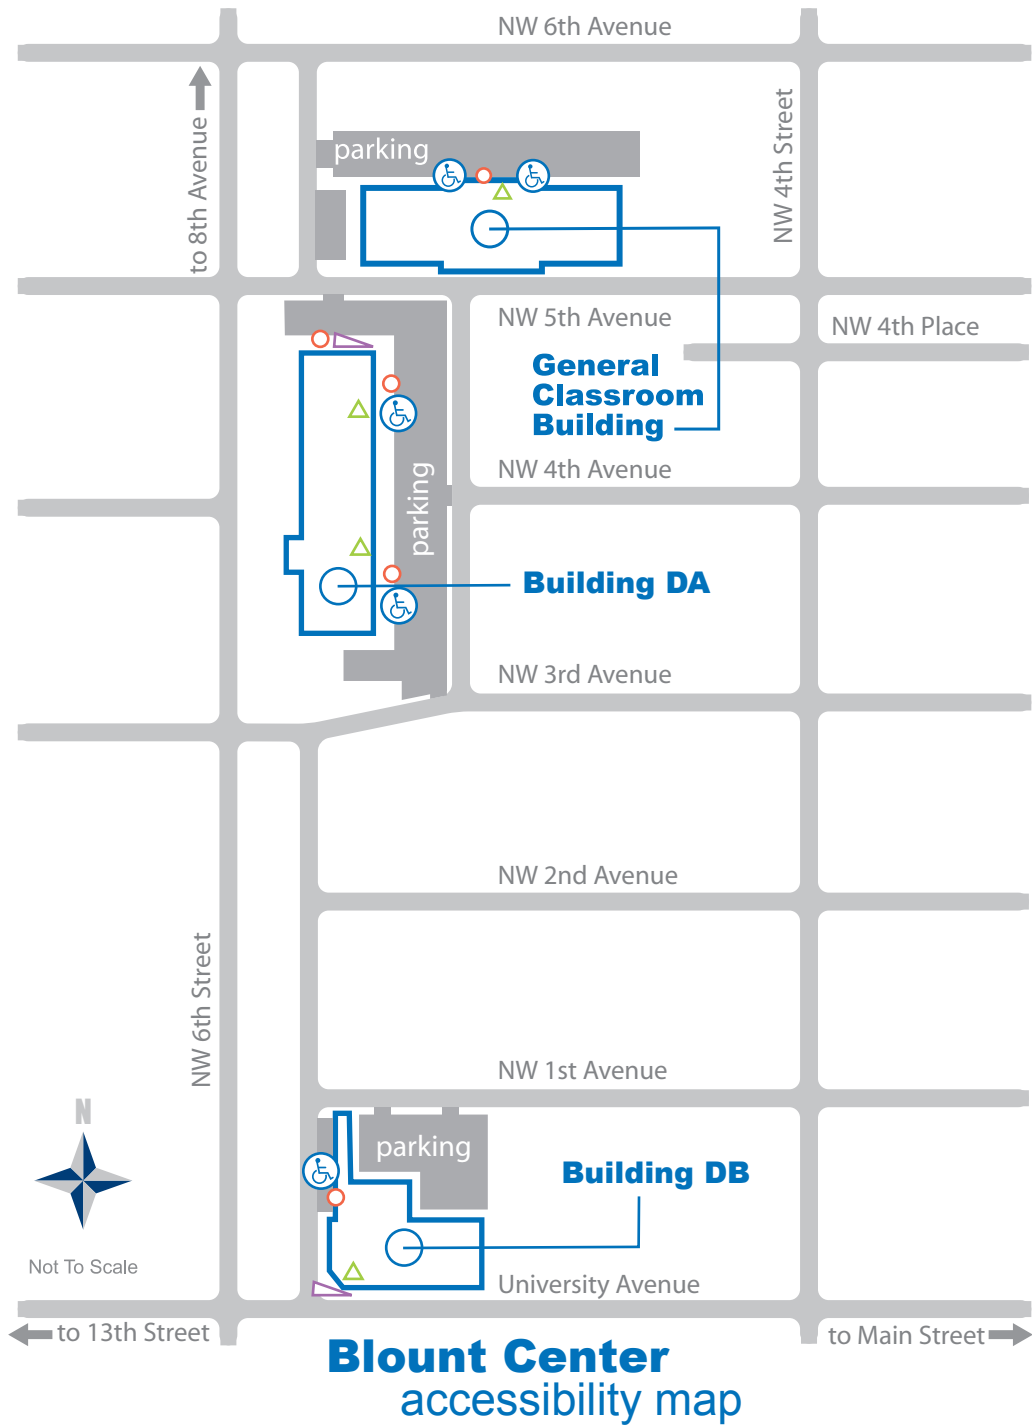 NW 6th Avenue
to 8th Avenue
NW 4th Street
parking
NW 5th Avenue
NW 4th Place
General
Classroom
Building
NW 4th Avenue
parking
Building DA
NW 3rd Avenue
NW 2nd Avenue
NW 6th Street
NW 1st Avenue
N
parking
Building DB
Not To Scale
University Avenue
to 13th Street
to Main Street
Blount Center
accessibility map